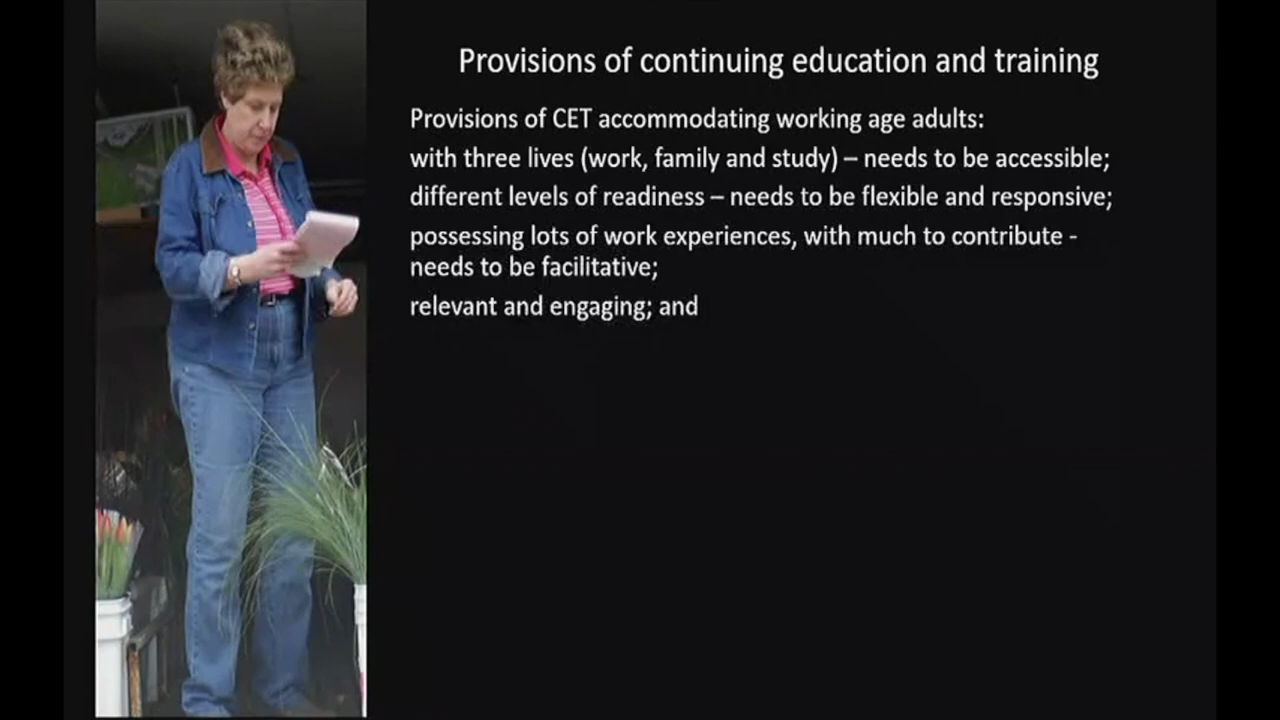 Provisions of continuing education and training
Provisions of CET accommodating working age adults:
with three lives (work, family and study) – needs to be accessible;
different levels of readiness – needs to be flexible and responsive;
possessing lots of work experiences, with much to contribute -
needs to be facilitative;
relevant and engaging; and